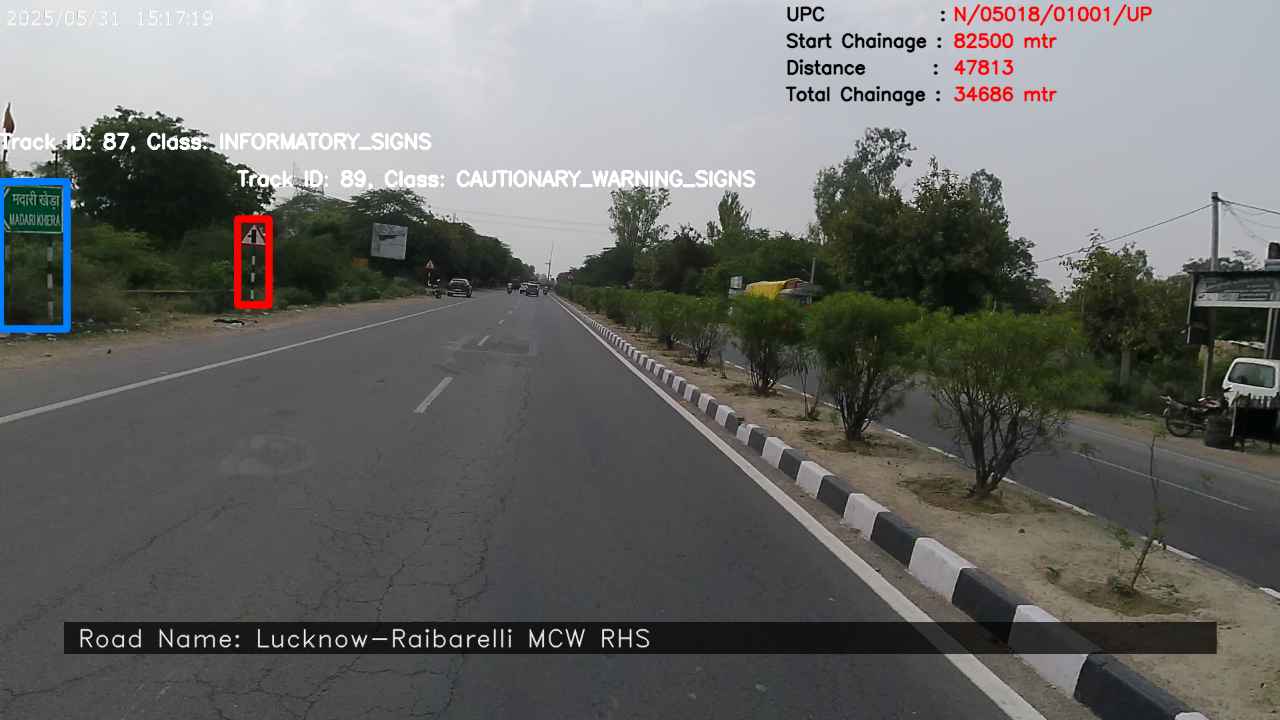 2025/05/31 15:17:19
UPC : N/05018/01001/UP
Start Chainage : 82500 mtr
Distance : 47813
Total Chainage : 34686 mtr
Track ID: 87, Class: INFORMATORY_SIGNS
Track ID: 89, Class: CAUTIONARY_WARNING_SIGNS
मदारी खेड़ा
MADARI KHERA
Road Name: Lucknow-Raibarelli MCW RHS